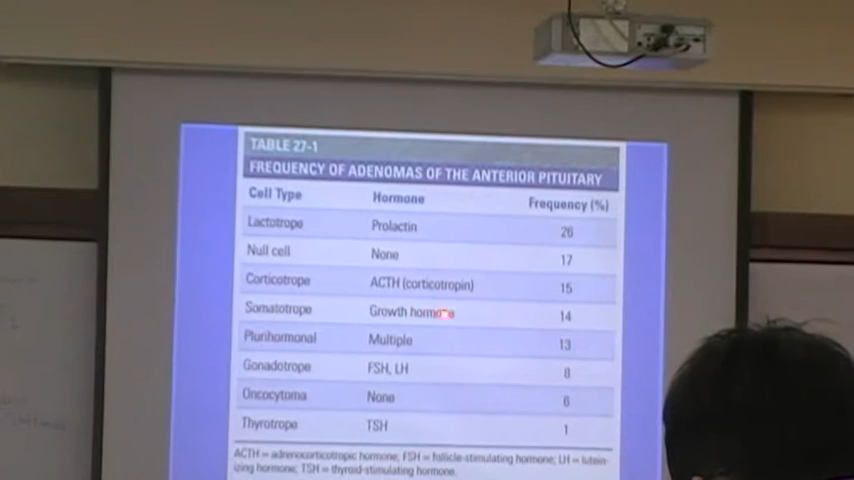 TABLE 27-1
FREQUENCY OF ADENOMAS OF THE ANTERIOR PITUITARY
Cell Type Hormone Frequency (%)
Lactotrope Prolactin 26
Null cell None 17
Corticotrope ACTH (corticotropin) 15
Somatotrope Growth hormone 14
Plurihormonal Multiple 13
Gonadotrope FSH, LH 8
Oncocytoma None 6
Thyrotrope TSH 1
ACTH = adrenocorticotropic hormone; FSH = follicle-stimulating hormone; LH = lutein-
izing hormone; TSH = thyroid-stimulating hormone.